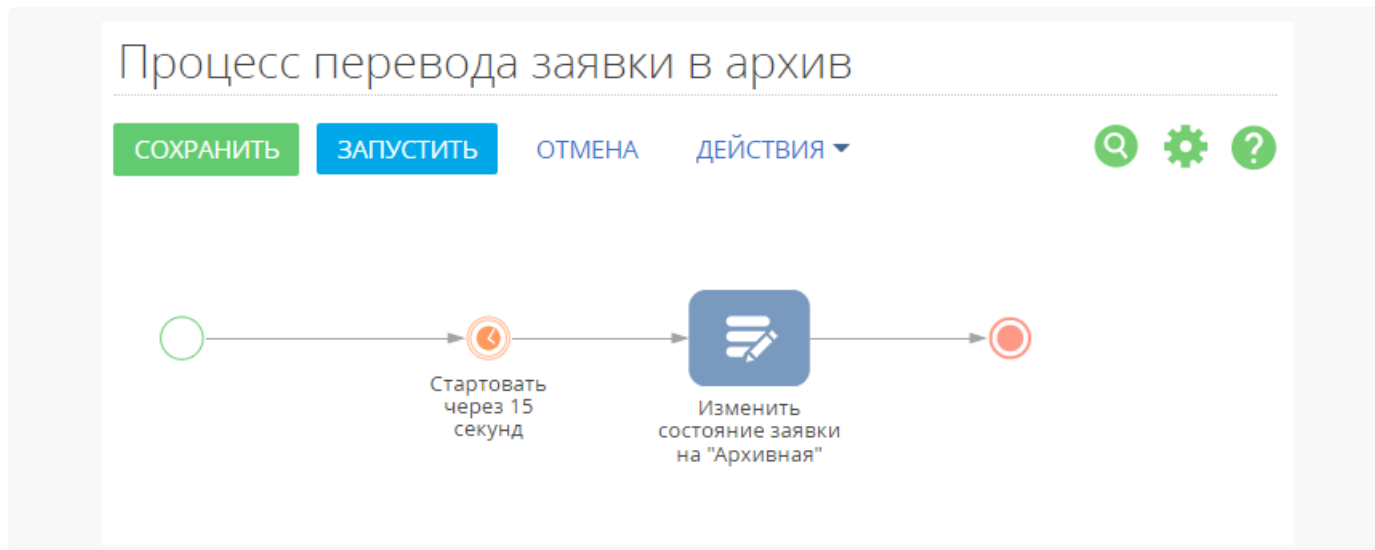 Процесс перевода заявки в архив
СОХРАНИТЬ ЗАПУСТИТЬ ОТМЕНА ДЕЙСТВИЯ
?
Стартовать
через 15
секунд
Изменить
состояние заявки
на "Архивная"